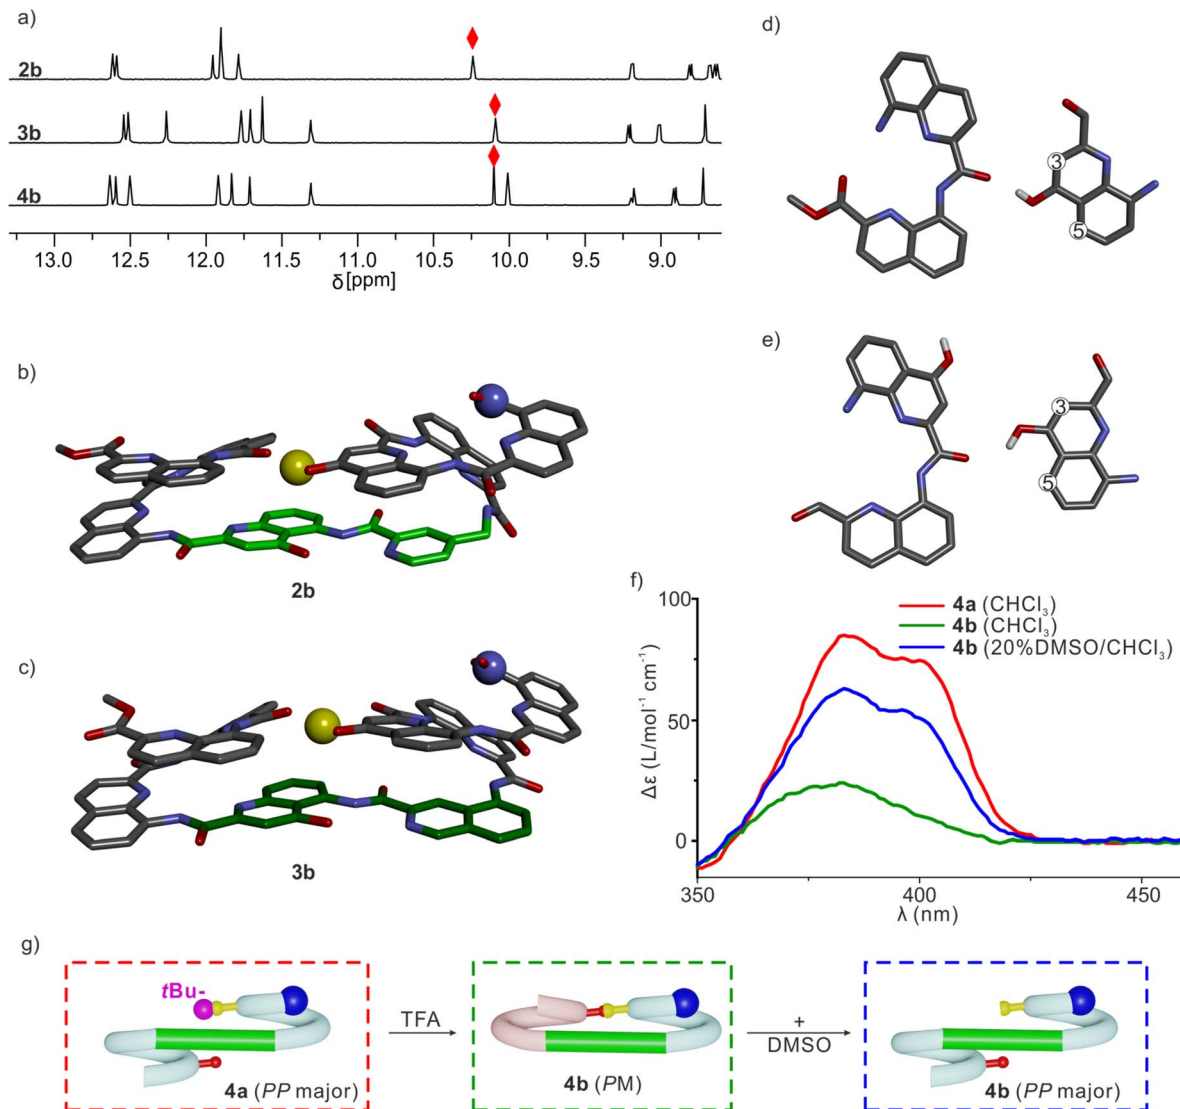 a)
2b
3b
4b
13.0 12.5 12.0 11.5 11.0 10.5 10.0 9.5 9.0
δ[ppm]
b)
2b
c)
3b
d)
3
5
e)
3
5
f)
100
50
0
350 400 450
Δε (L/mol⁻¹ cm⁻¹)
λ (nm)
4a (CHCl₃)
4b (CHCl₃)
4b (20%DMSO/CHCl₃)
g)
tBu-
4a (PP major)
TFA
4b (PM)
+
DMSO
4b (PP major)